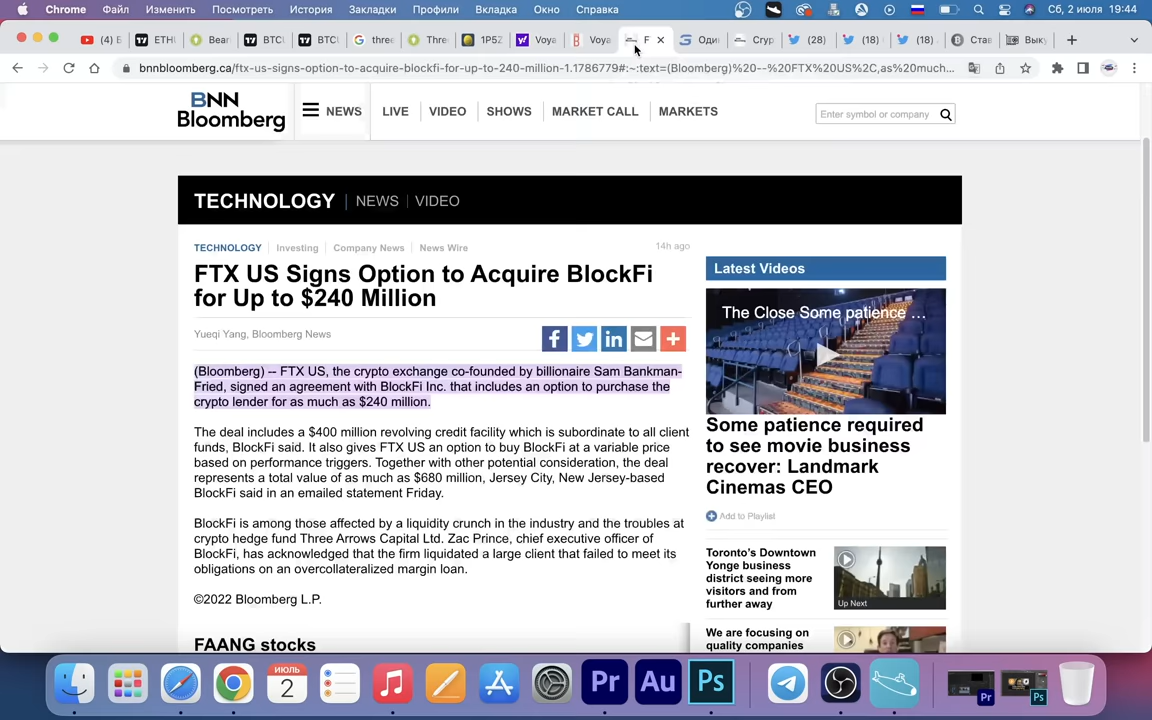 Chrome Файл Изменить Посмотреть История Закладки Профили Вкладка Окно Справка Сб, 2 июля 19:44
(4) ETH Bear BTC BTC three Three 1P5Z Voya Voya F Один Cryp (28) (18) (18) Став Выку
bnnbloomberg.ca/ftx-us-signs-option-to-acquire-blockfi-for-up-to-240-million-1.1786779#:~:text=(Bloomberg)%20--%20FTX%20US%2C,as%20much...
BNN
Bloomberg
NEWS LIVE VIDEO SHOWS MARKET CALL MARKETS Enter symbol or company
TECHNOLOGY NEWS VIDEO
TECHNOLOGY Investing Company News News Wire 14h ago
FTX US Signs Option to Acquire BlockFi
for Up to $240 Million
Yueqi Yang, Bloomberg News
(Bloomberg) -- FTX US, the crypto exchange co-founded by billionaire Sam Bankman-
Fried, signed an agreement with BlockFi Inc. that includes an option to purchase the
crypto lender for as much as $240 million.
The deal includes a $400 million revolving credit facility which is subordinate to all client
funds, BlockFi said. It also gives FTX US an option to buy BlockFi at a variable price
based on performance triggers. Together with other potential consideration, the deal
represents a total value of as much as $680 million, Jersey City, New Jersey-based
BlockFi said in an emailed statement Friday.
BlockFi is among those affected by a liquidity crunch in the industry and the troubles at
crypto hedge fund Three Arrows Capital Ltd. Zac Prince, chief executive officer of
BlockFi, has acknowledged that the firm liquidated a large client that failed to meet its
obligations on an overcollateralized margin loan.
©2022 Bloomberg L.P.
FAANG stocks
Latest Videos
The Close Some patience ...
Some patience required
to see movie business
recover: Landmark
Cinemas CEO
Add to Playlist
Toronto's Downtown
Yonge business
district seeing more
visitors and from
further away
Up Next
We are focusing on
quality companies
ИЮЛЬ
2
Pr Au Ps
Pr Ps